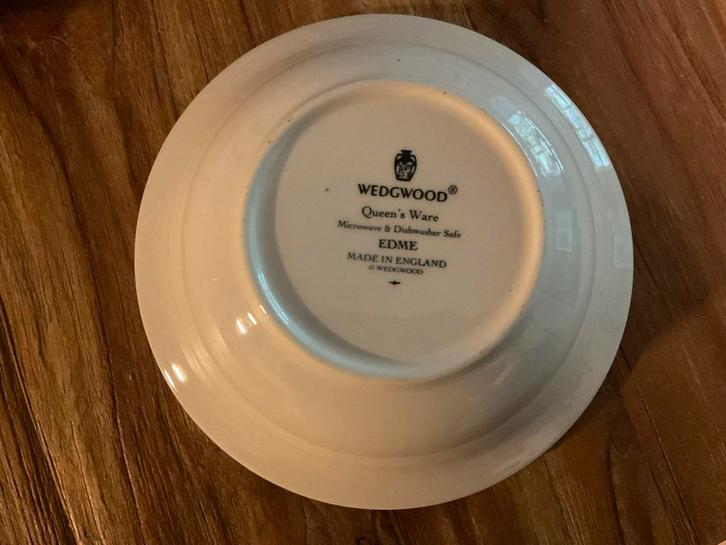 WEDGWOOD®
Queen's Ware
Microwave & Dishwasher Safe
EDME
MADE IN ENGLAND
© WEDGWOOD